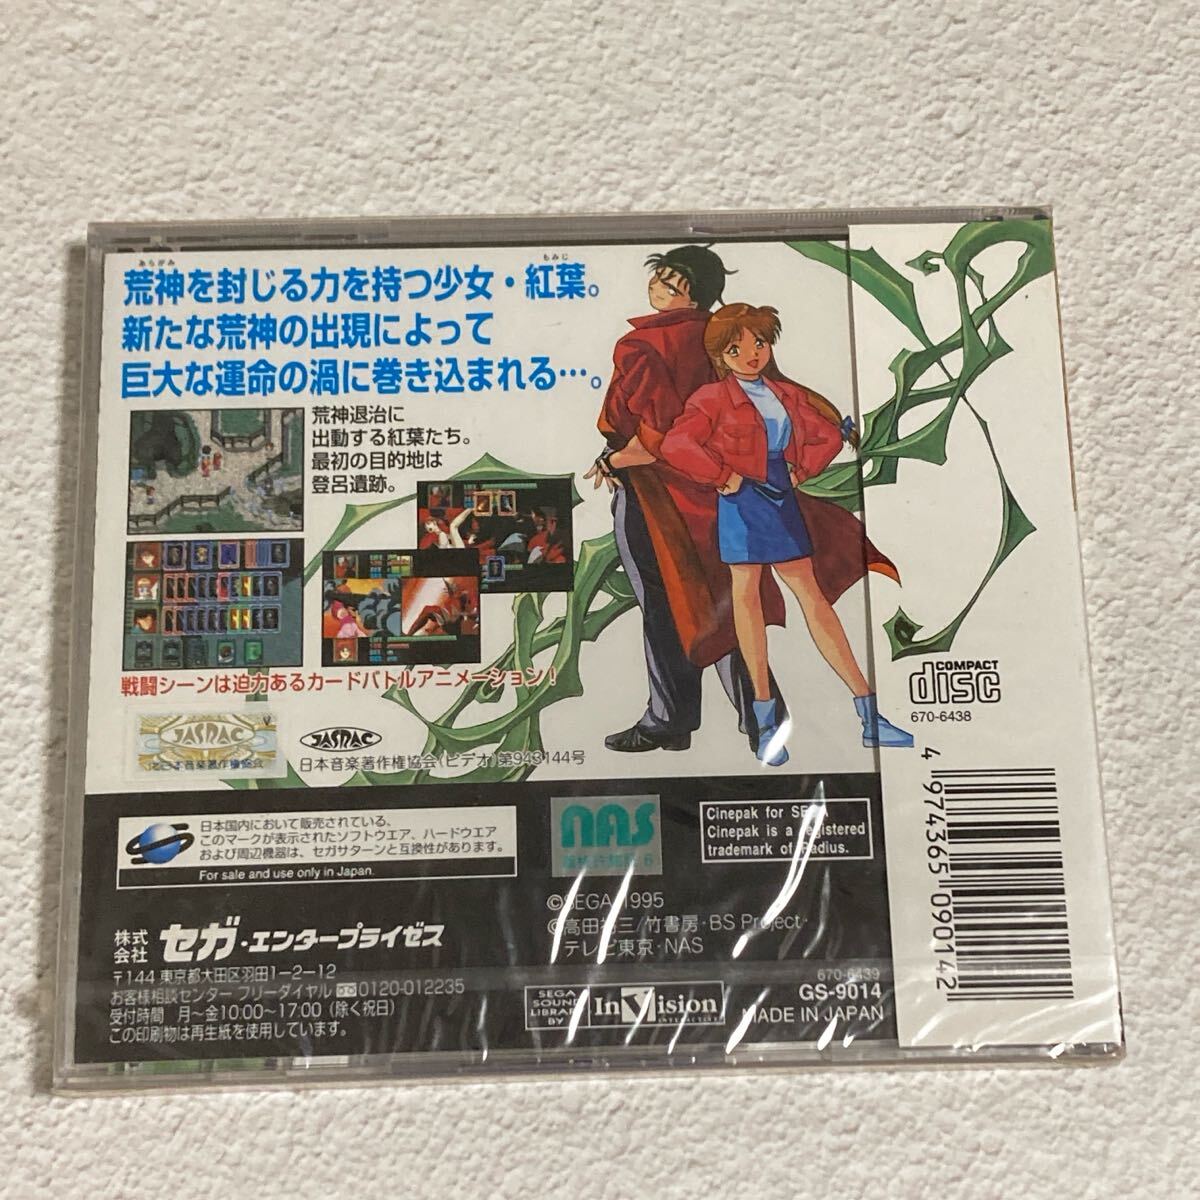 あらがみ
もみじ
荒神を封じる力を持つ少女・紅葉。
新たな荒神の出現によって
巨大な運命の渦に巻き込まれる…。
荒神退治に
出動する紅葉たち。
最初の目的地は
登呂遺跡。
戦闘シーンは迫力あるカードバトルアニメーション!
JASRAC
日本音楽著作権協会
JASRAC
日本音楽著作権協会(ビデオ)第943144号
COMPACT
disc
670-6438
4 974365 090142
日本国内において販売されている、
このマークが表示されたソフトウエア、ハードウエア
および周辺機器は、セガサターンと互換性があります。
For sale and use only in Japan.
nas
Cinepak for SEGA
Cinepak is a registered
trademark of Radius.
©SEGA 1995
©高田裕三/竹書房・BS Project・
テレビ東京・NAS
株式会社 セガ・エンタープライゼス
〒144 東京都大田区羽田1-2-12
お客様相談センター フリーダイヤル 0120-012235
受付時間 月〜金10:00〜17:00 (除く祝日)
この印刷物は再生紙を使用しています。
SEGA
SOUND
LIBRARY
BY
InVision
INTERACTIVE
670-6439
GS-9014
MADE IN JAPAN